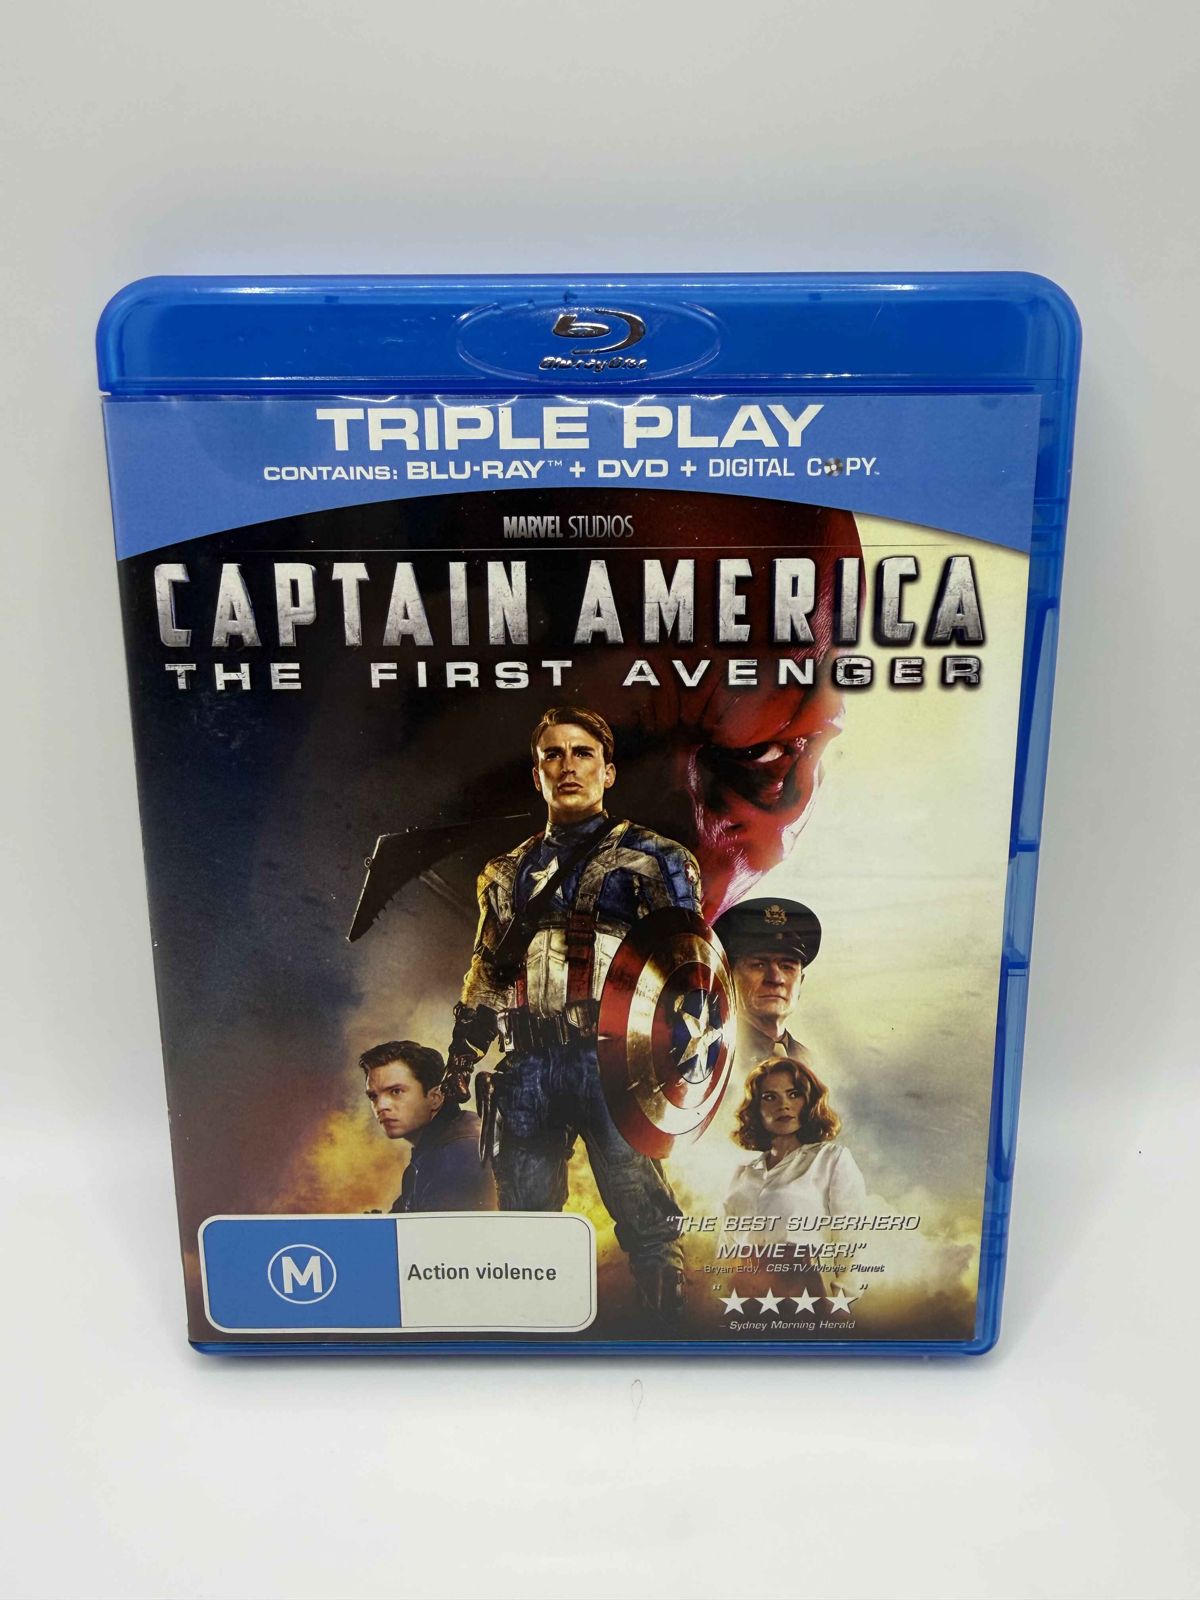 Blu-ray Disc
TRIPLE PLAY
CONTAINS: BLU-RAY™ + DVD + DIGITAL COPY™
MARVEL STUDIOS
CAPTAIN AMERICA
THE FIRST AVENGER
M
Action violence
"THE BEST SUPERHERO
MOVIE EVER!"
– Bryan Erdy, CBS-TV/Movie Planet
"★★★★"
– Sydney Morning Herald